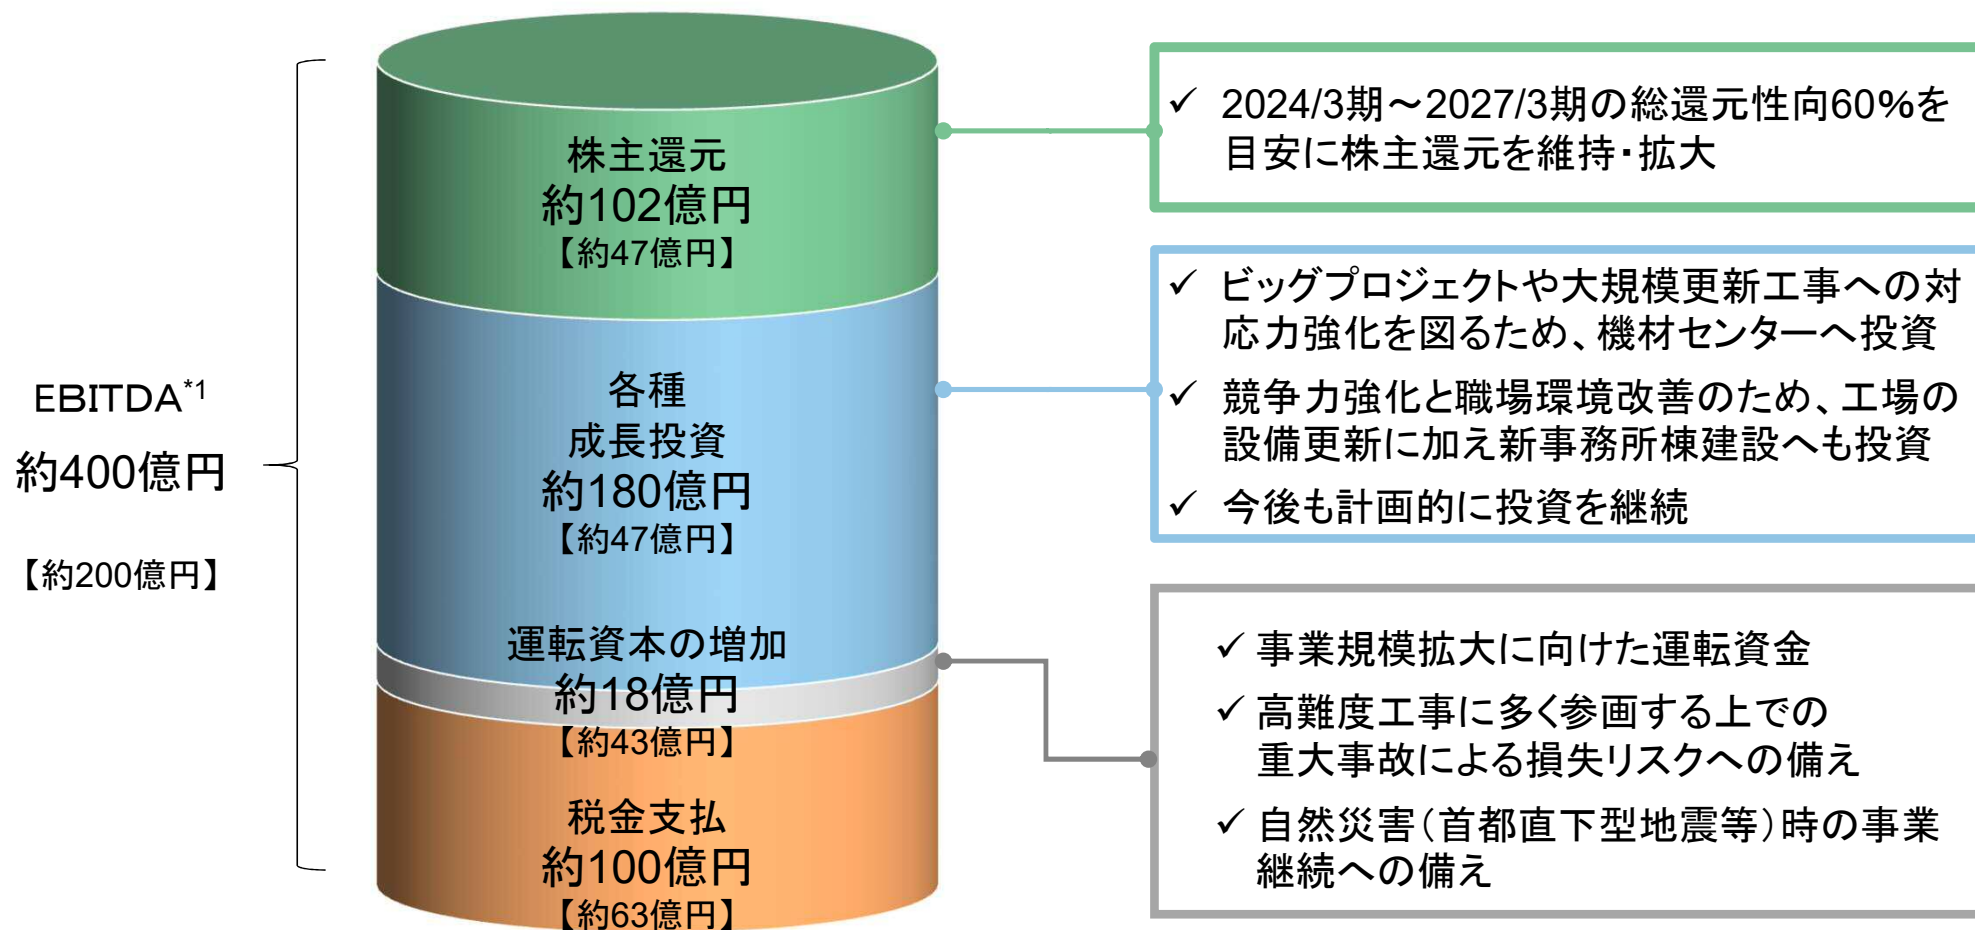 EBITDA*1
約400億円
【約200億円】
株主還元
約102億円
【約47億円】
各種
成長投資
約180億円
【約47億円】
運転資本の増加
約18億円
【約43億円】
税金支払
約100億円
【約63億円】
✓ 2024/3期～2027/3期の総還元性向60%を
目安に株主還元を維持・拡大
✓ ビッグプロジェクトや大規模更新工事への対
応力強化を図るため、機材センターへ投資
✓ 競争力強化と職場環境改善のため、工場の
設備更新に加え新事務所棟建設へも投資
✓ 今後も計画的に投資を継続
✓ 事業規模拡大に向けた運転資金
✓ 高難度工事に多く参画する上での
重大事故による損失リスクへの備え
✓ 自然災害（首都直下型地震等）時の事業
継続への備え